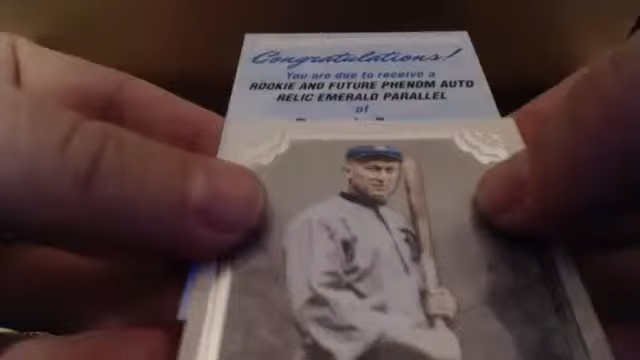 Congratulations!
You are due to receive a
ROOKIE AND FUTURE PHENOM AUTO
RELIC EMERALD PARALLEL
of